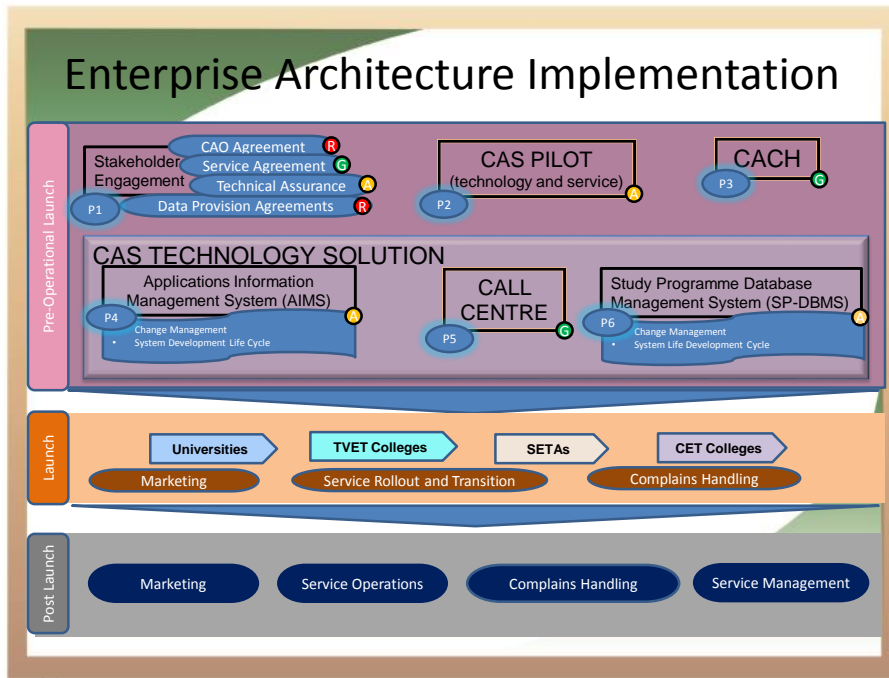 Enterprise Architecture Implementation
Pre-Operational Launch
Stakeholder
Engagement
P1
CAO Agreement
R
Service Agreement
G
Technical Assurance
A
Data Provision Agreements
R
CAS PILOT
(technology and service)
P2
A
CACH
P3
G
CAS TECHNOLOGY SOLUTION
Applications Information
Management System (AIMS)
P4
A
Change Management
• System Development Life Cycle
CALL
CENTRE
P5
G
Study Programme Database
Management System (SP-DBMS)
P6
A
Change Management
• System Life Development Cycle
Launch
Universities
TVET Colleges
SETAs
CET Colleges
Marketing
Service Rollout and Transition
Complains Handling
Post Launch
Marketing
Service Operations
Complains Handling
Service Management